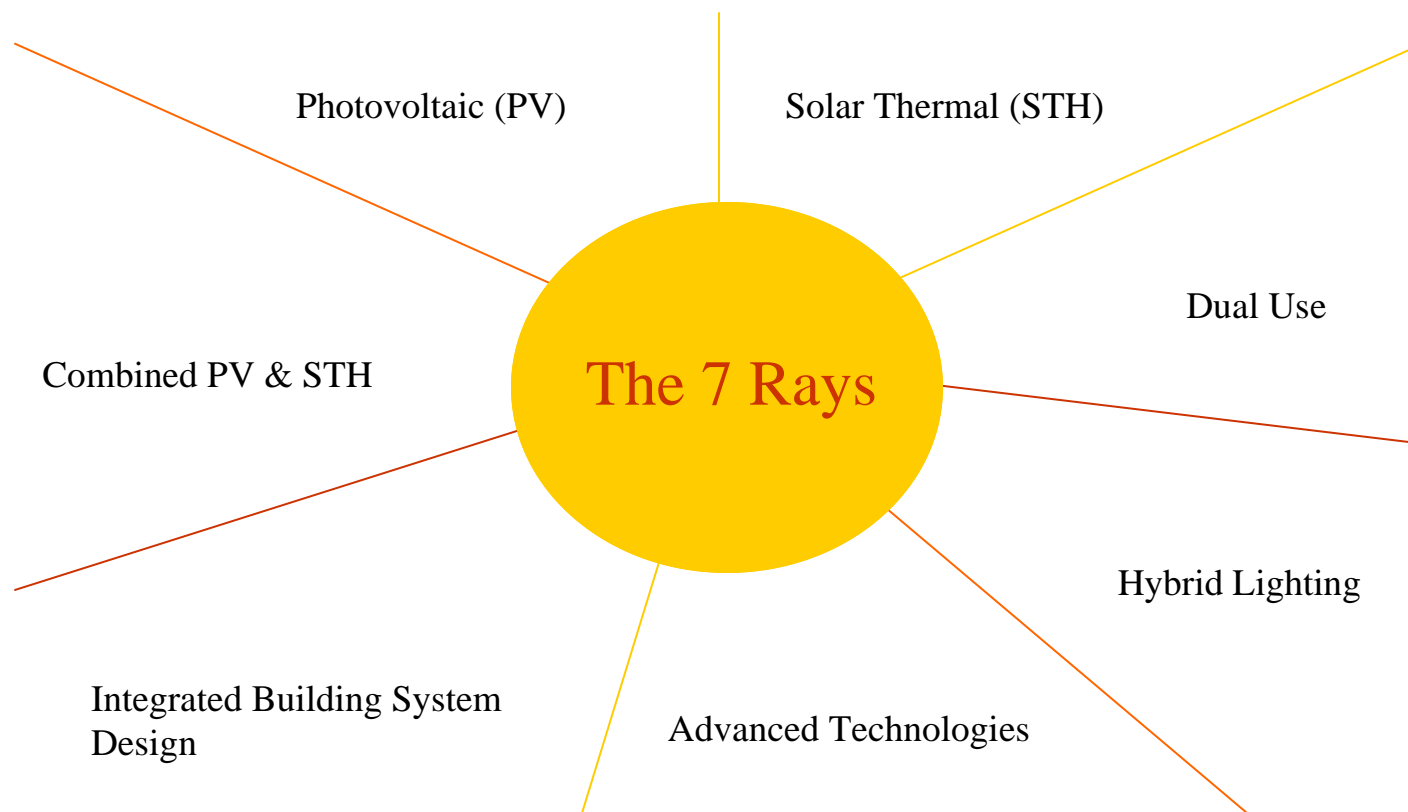 Photovoltaic (PV)
Solar Thermal (STH)
Dual Use
Combined PV & STH
The 7 Rays
Hybrid Lighting
Integrated Building System
Design
Advanced Technologies